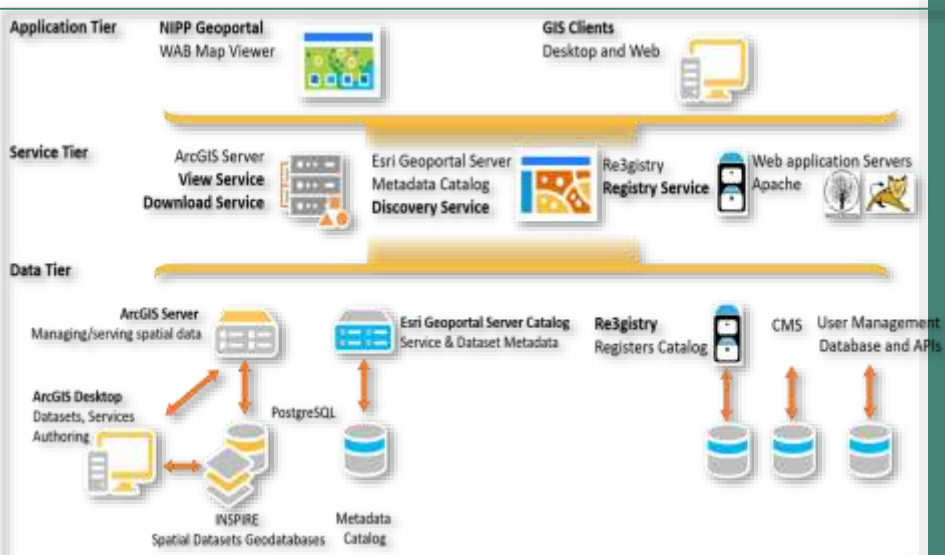 Application Tier
NIPP Geoportal
WAB Map Viewer
GIS Clients
Desktop and Web
Service Tier
ArcGIS Server
View Service
Download Service
Esri Geoportal Server
Metadata Catalog
Discovery Service
Re3gistry
Registry Service
Web application Servers
Apache
Data Tier
ArcGIS Server
Managing/serving spatial data
Esri Geoportal Server Catalog
Service & Dataset Metadata
Re3gistry
Registers Catalog
CMS
User Management
Database and APIs
ArcGIS Desktop
Datasets, Services
Authoring
PostgreSQL
INSPIRE
Spatial Datasets Geodatabases
Metadata
Catalog